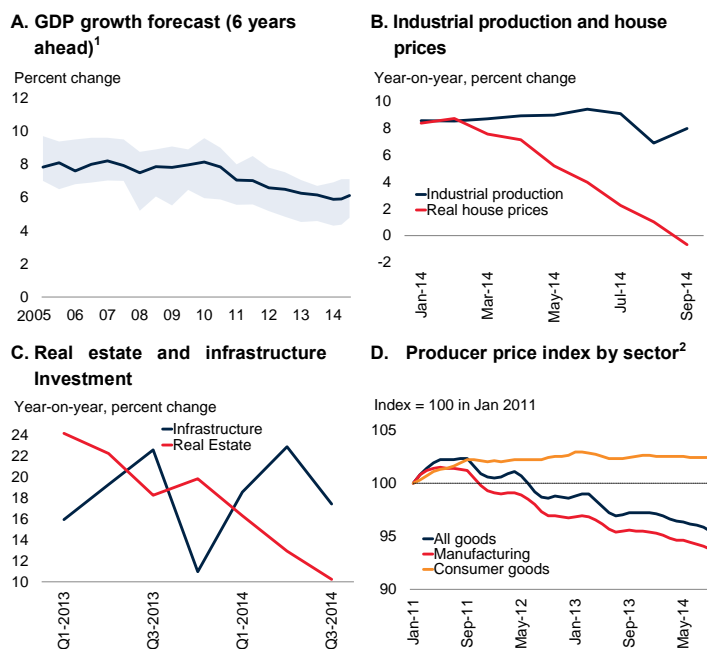 A. GDP growth forecast (6 years
ahead)1
Percent change
12
10
8
6
4
2
0
2005 06 07 08 09 10 11 12 13 14
B. Industrial production and house
prices
Year-on-year, percent change
10
8
6
4
2
0
-2
Industrial production
Real house prices
Jan-14
Mar-14
May-14
Jul-14
Sep-14
C. Real estate and infrastructure
Investment
Year-on-year, percent change
24
22
20
18
16
14
12
10
Infrastructure
Real Estate
Q1-2013
Q3-2013
Q1-2014
Q3-2014
D. Producer price index by sector2
Index = 100 in Jan 2011
105
100
95
90
All goods
Manufacturing
Consumer goods
Jan-11
Sep-11
May-12
Jan-13
Sep-13
May-14